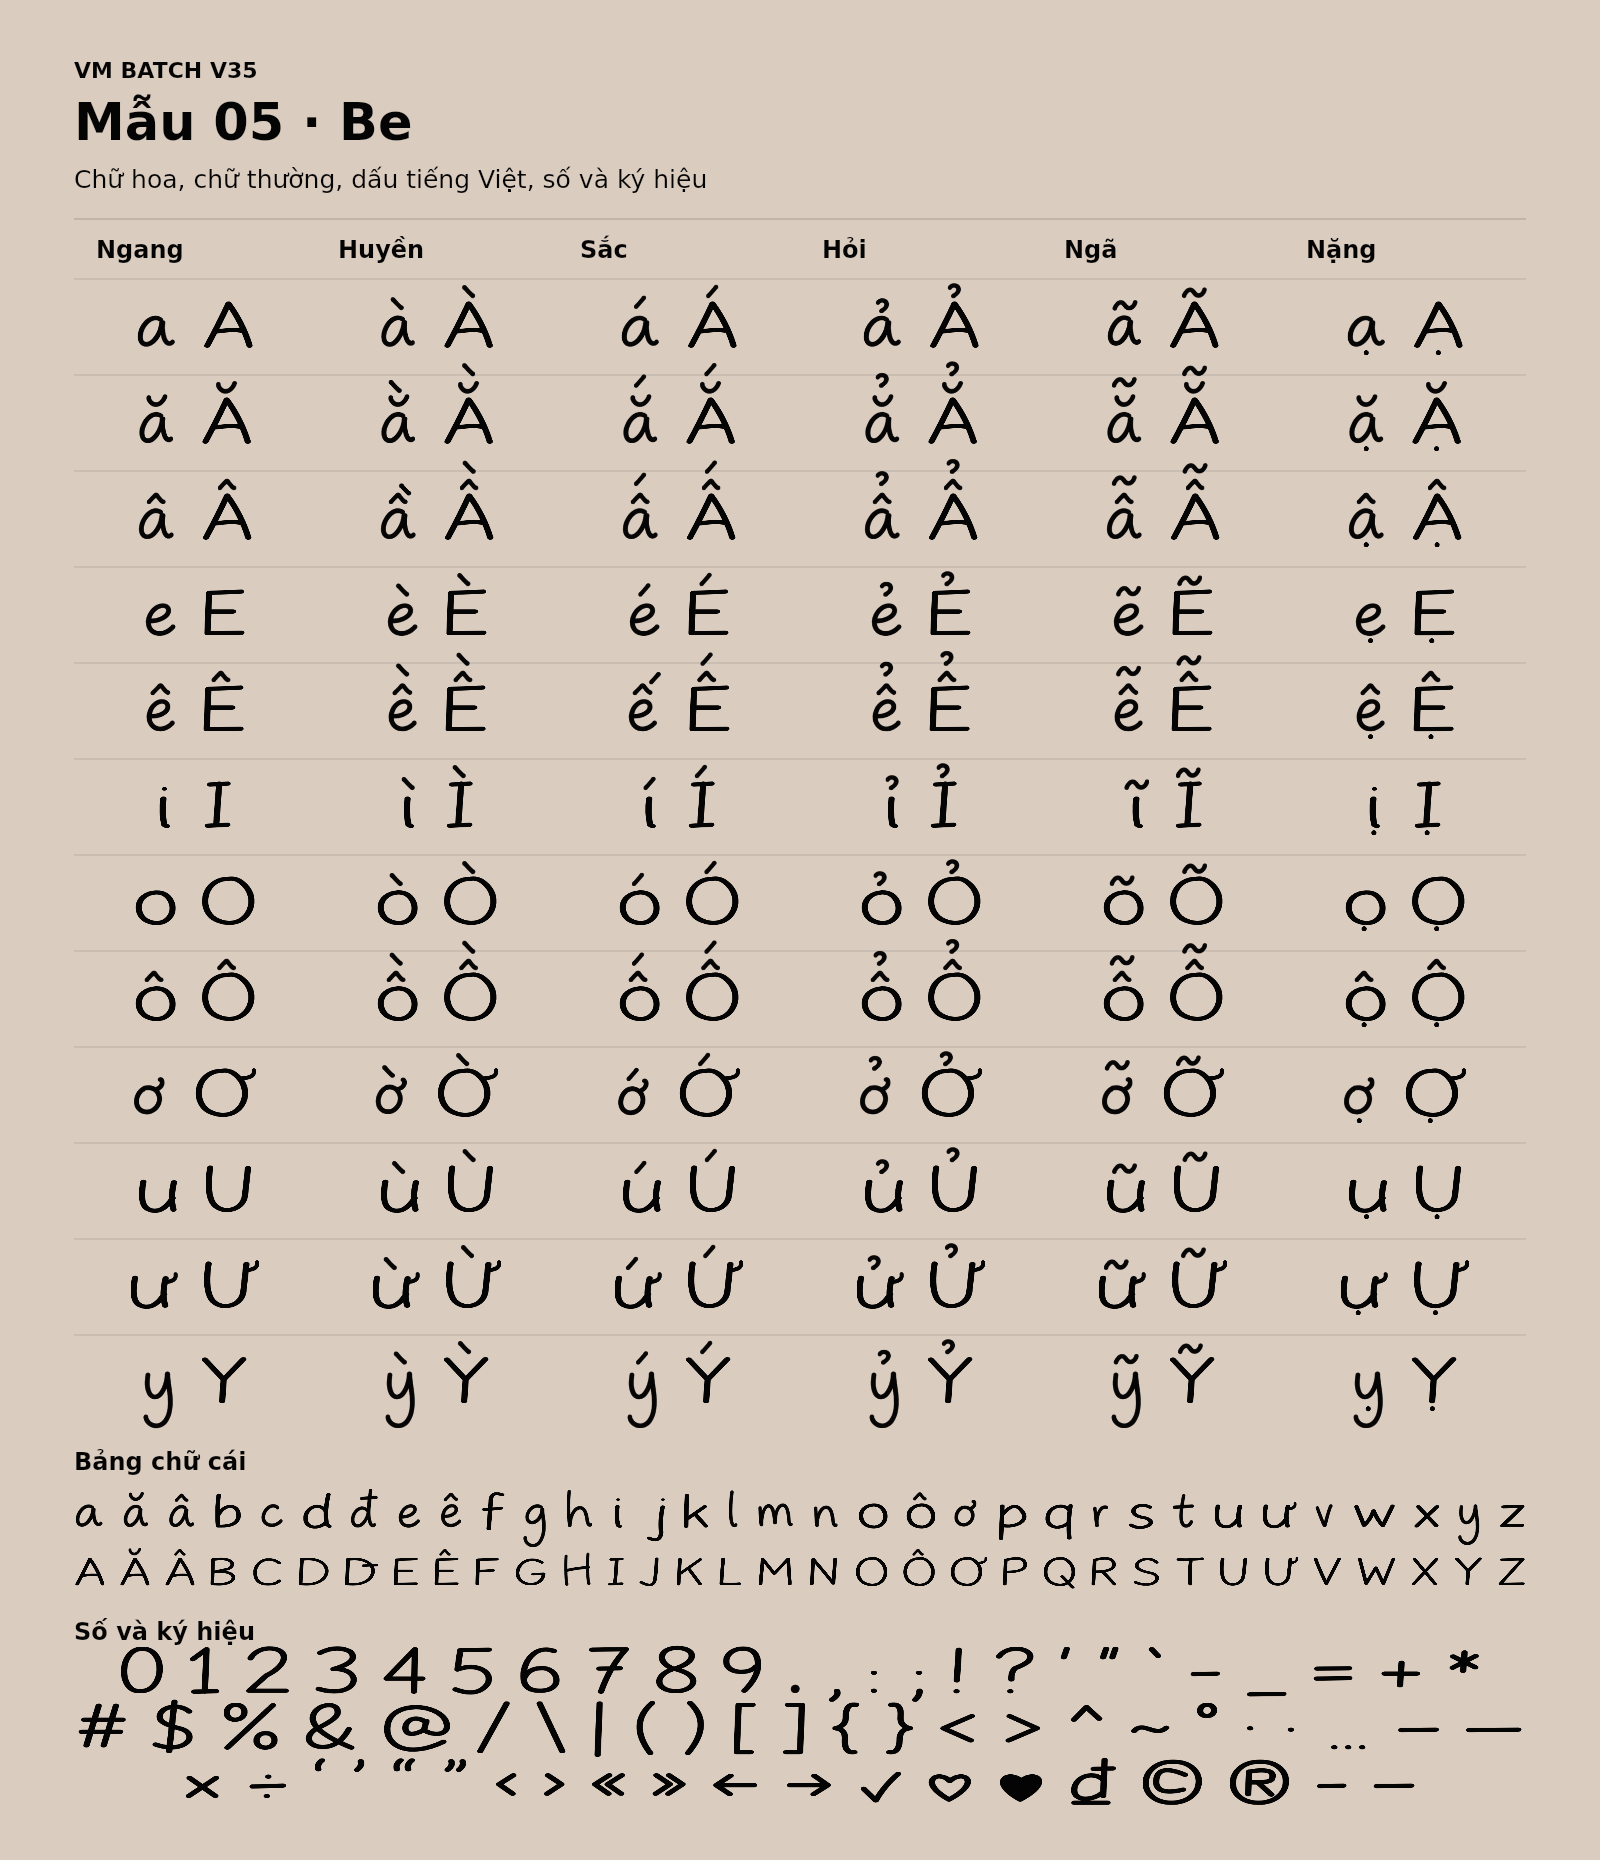 VM BATCH V35
Mẫu 05 · Be
Chữ hoa, chữ thường, dấu tiếng Việt, số và ký hiệu
Ngang Huyền Sắc Hỏi Ngã Nặng
a A à À á Á ả Ả ã Ã ạ Ạ
ă Ă ằ Ằ ắ Ắ ẳ Ẳ ẵ Ẵ ặ Ặ
â Â ầ Ầ ấ Ấ ẩ Ẩ ẫ Ẫ ậ Ậ
e E è È é É ẻ Ẻ ẽ Ẽ ẹ Ẹ
ê Ê ề Ề ế Ế ể Ể ễ Ễ ệ Ệ
i I ì Ì í Í ỉ Ỉ ĩ Ĩ ị Ị
o O ò Ò ó Ó ỏ Ỏ õ Õ ọ Ọ
ô Ô ồ Ồ ố Ố ổ Ổ ỗ Ỗ ộ Ộ
ơ Ơ ờ Ờ ớ Ớ ở Ở ỡ Ỡ ợ Ợ
u U ù Ù ú Ú ủ Ủ ũ Ũ ụ Ụ
ư Ư ừ Ừ ứ Ứ ử Ử ữ Ữ ự Ự
y Y ỳ Ỳ ý Ý ỷ Ỷ ỹ Ỹ ỵ Ỵ
Bảng chữ cái
a ă â b c d đ e ê f g h i j k l m n o ô ơ p q r s t u ư v w x y z
A Ă Â B C D Đ E Ê F G H I J K L M N O Ô Ơ P Q R S T U Ư V W X Y Z
Số và ký hiệu
0 1 2 3 4 5 6 7 8 9 . , : ; ! ? ' " ` - _ = + *
# $ % & @ / \ | ( ) [ ] { } < > ^ ~ ° · · … – —
× ÷ ‘ ’ “ ” ‹ › « » ← → ✓ ♡ ♥ ₫ © ® – —